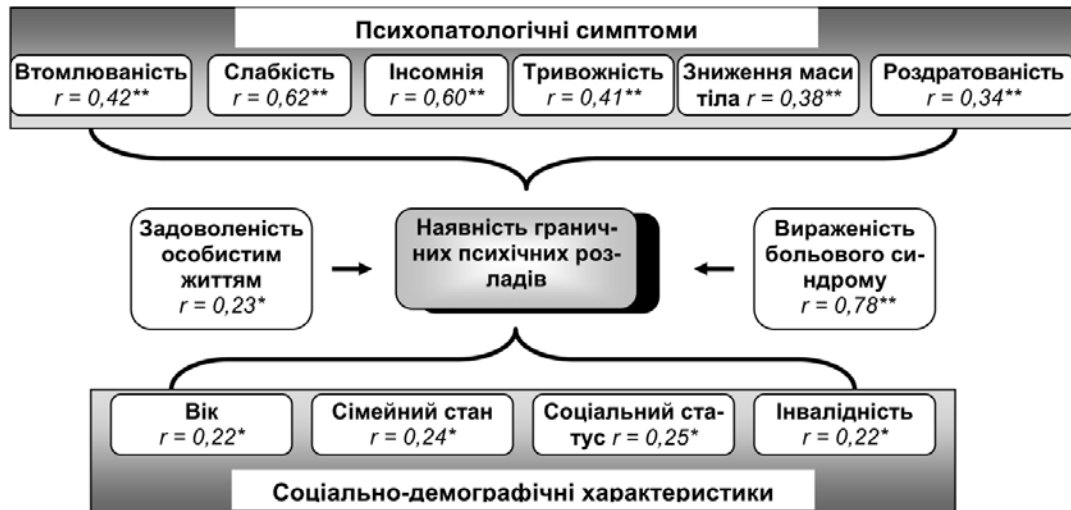 Психопатологічні симптоми
Втомлюваність
r = 0,42**
Слабкість
r = 0,62**
Інсомнія
r = 0,60**
Тривожність
r = 0,41**
Зниження маси
тіла r = 0,38**
Роздратованість
r = 0,34**
Задоволеність
особистим
життям
r = 0,23*
Наявність гранич-
них психічних роз-
ладів
Вираженість
больового си-
ндрому
r = 0,78**
Вік
r = 0,22*
Сімейний стан
r = 0,24*
Соціальний ста-
тус r = 0,25*
Інвалідність
r = 0,22*
Соціально-демографічні характеристики